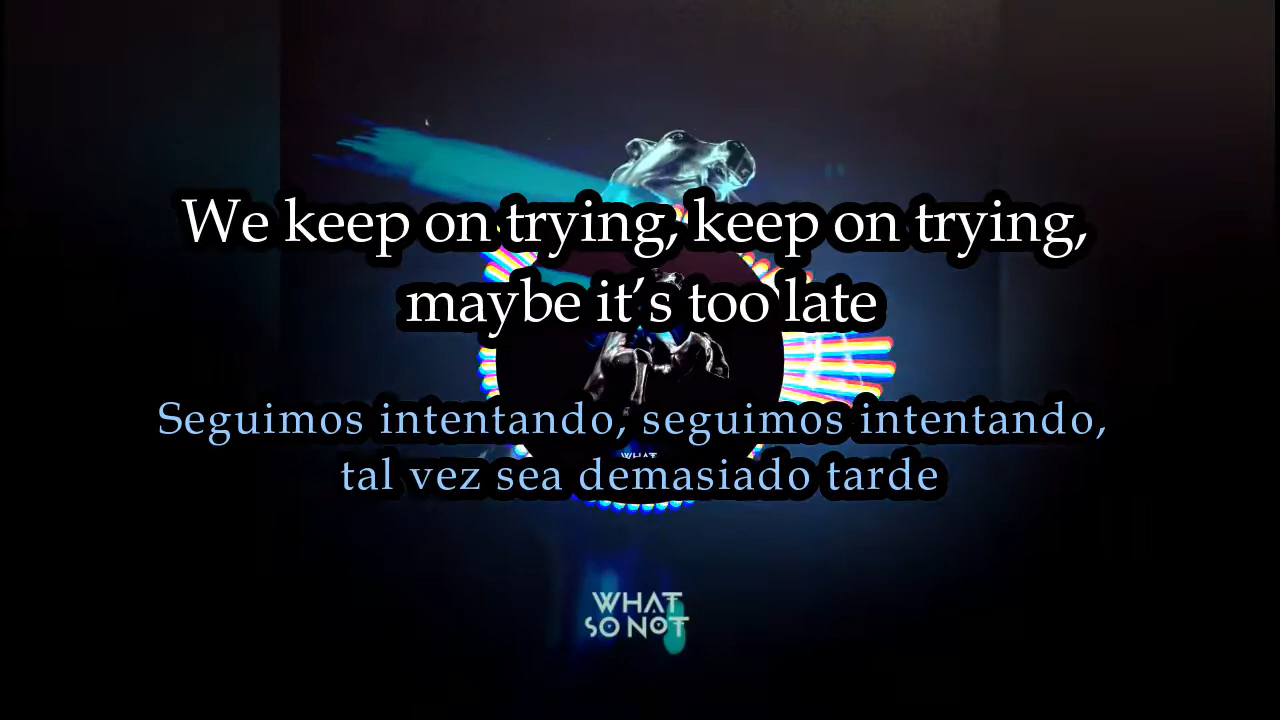 We keep on trying, keep on trying,
maybe it's too late
Seguimos intentando, seguimos intentando,
tal vez sea demasiado tarde
WHAT
WHAT
SO NOT